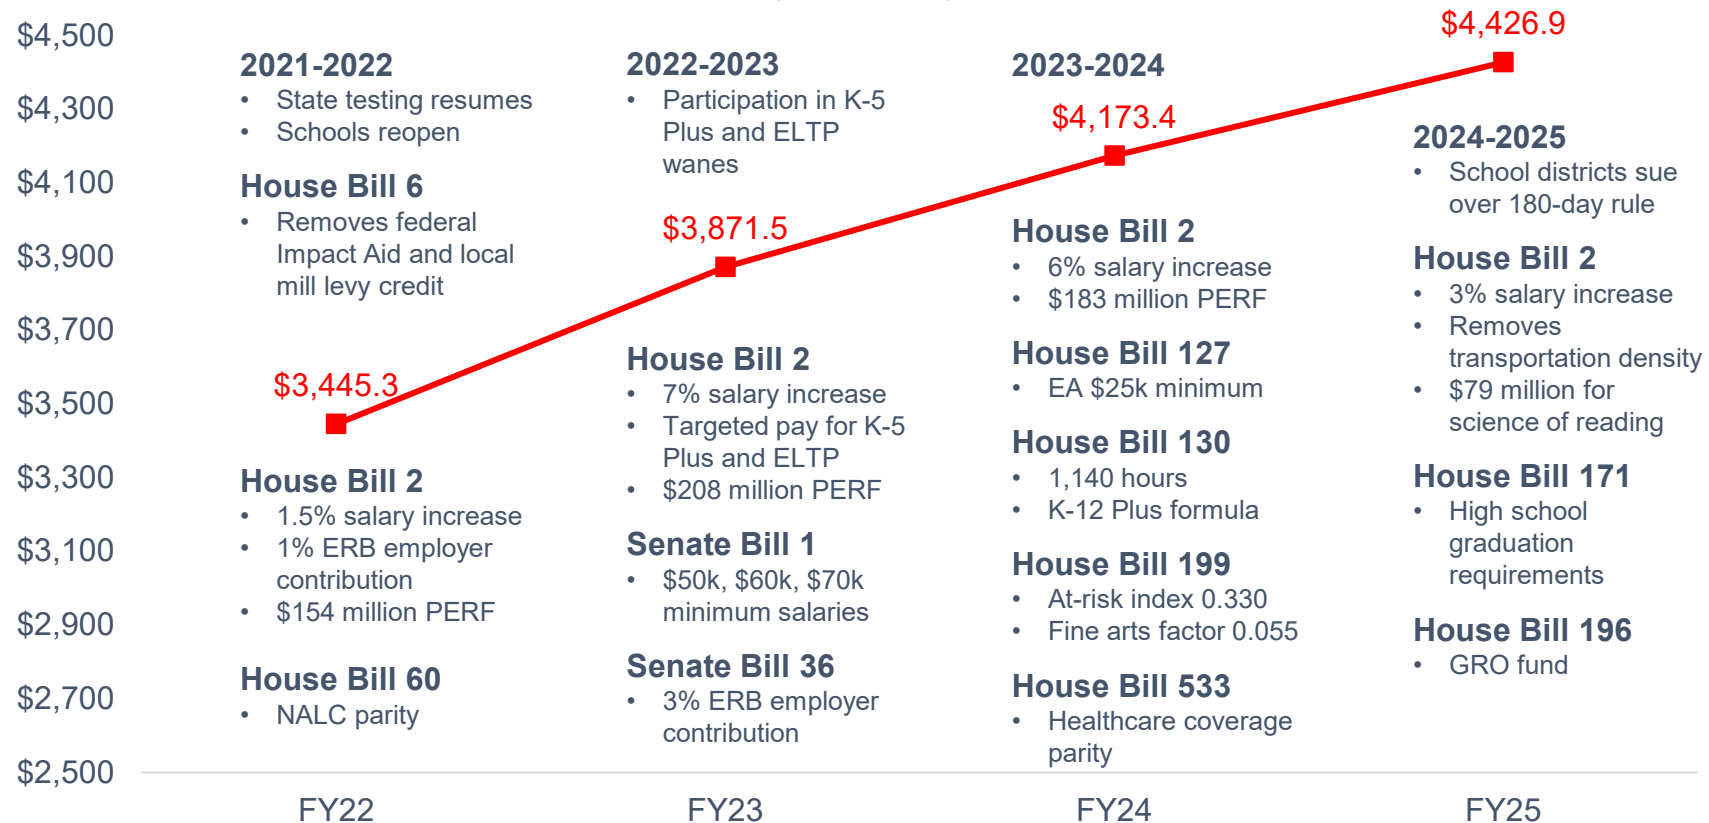 $4,500
$4,300
$4,100
$3,900
$3,700
$3,500
$3,300
$3,100
$2,900
$2,700
$2,500
2021-2022
• State testing resumes
• Schools reopen
House Bill 6
• Removes federal
Impact Aid and local
mill levy credit
$3,445.3
House Bill 2
• 1.5% salary increase
• 1% ERB employer
contribution
• $154 million PERF
House Bill 60
• NALC parity
FY22
2022-2023
• Participation in K-5
Plus and ELTP
wanes
$3,871.5
House Bill 2
• 7% salary increase
• Targeted pay for K-5
Plus and ELTP
• $208 million PERF
Senate Bill 1
• $50k, $60k, $70k
minimum salaries
Senate Bill 36
• 3% ERB employer
contribution
FY23
2023-2024
$4,173.4
House Bill 2
• 6% salary increase
• $183 million PERF
House Bill 127
• EA $25k minimum
House Bill 130
• 1,140 hours
• K-12 Plus formula
House Bill 199
• At-risk index 0.330
• Fine arts factor 0.055
House Bill 533
• Healthcare coverage
parity
FY24
$4,426.9
2024-2025
• School districts sue
over 180-day rule
House Bill 2
• 3% salary increase
• Removes
transportation density
• $79 million for
science of reading
House Bill 171
• High school
graduation
requirements
House Bill 196
• GRO fund
FY25